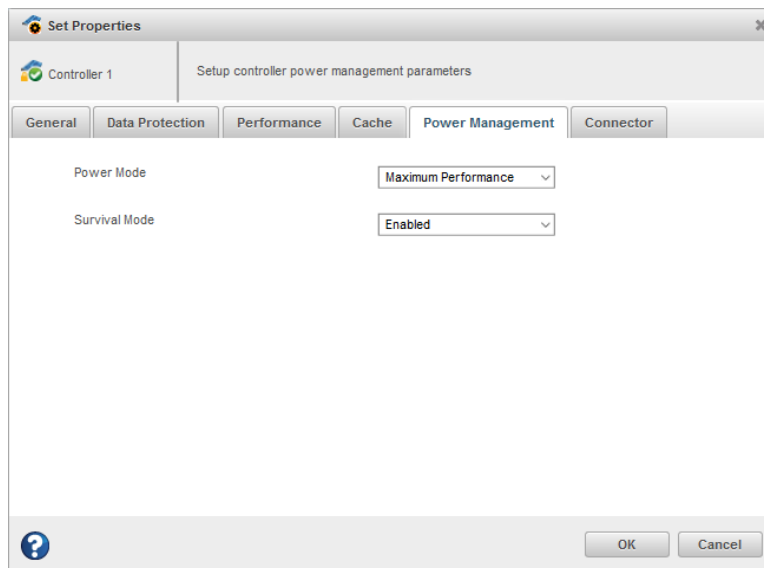 Set Properties
Controller 1
Setup controller power management parameters
General
Data Protection
Performance
Cache
Power Management
Connector
Power Mode
Maximum Performance
Survival Mode
Enabled
?
OK
Cancel